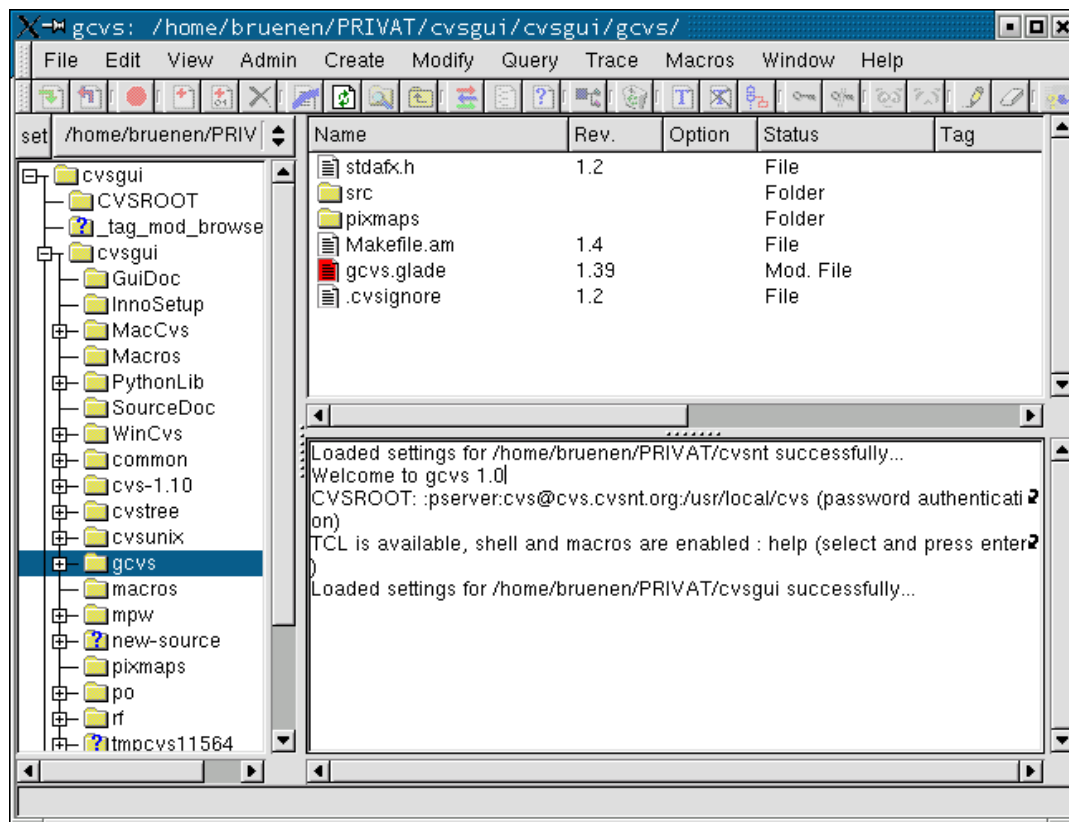 gcvs: /home/bruenen/PRIVAT/cvsgui/cvsgui/gcvs/
File Edit View Admin Create Modify Query Trace Macros Window Help
set /home/bruenen/PRIV
cvsgui
CVSROOT
_tag_mod_browse
cvsgui
GuiDoc
InnoSetup
MacCvs
Macros
PythonLib
SourceDoc
WinCvs
common
cvs-1.10
cvstree
cvsunix
gcvs
macros
mpw
new-source
pixmaps
po
rf
tmpcvs11564
Name Rev. Option Status Tag
stdafx.h 1.2 File
src Folder
pixmaps Folder
Makefile.am 1.4 File
gcvs.glade 1.39 Mod. File
.cvsignore 1.2 File
Loaded settings for /home/bruenen/PRIVAT/cvsnt successfully...
Welcome to gcvs 1.0
CVSROOT: :pserver:cvs@cvs.cvsnt.org:/usr/local/cvs (password authenticati
on)
TCL is available, shell and macros are enabled : help (select and press enter
)
Loaded settings for /home/bruenen/PRIVAT/cvsgui successfully...